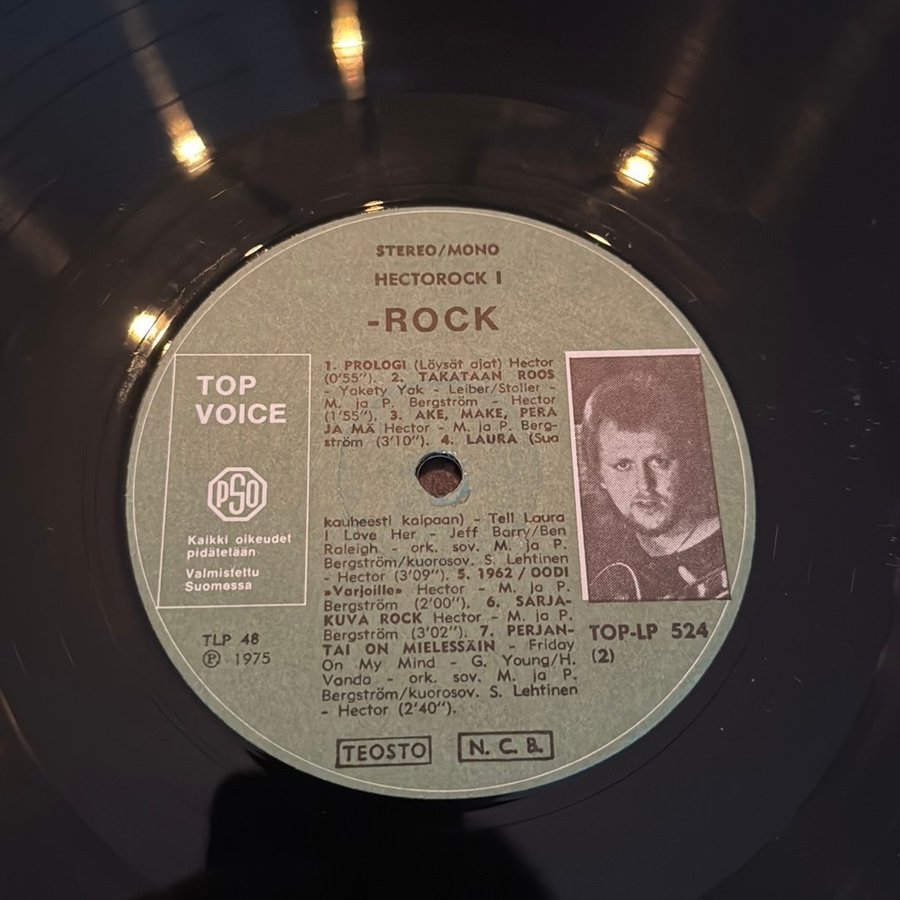 STEREO/MONO
HECTOROCK I
-ROCK
TOP
VOICE
PSO
Kaikki oikeudet
pidätetään
Valmistettu
Suomessa
TLP 48
Ⓟ 1975
1. PROLOGI (Löysät ajat) Hector
(0'55"). 2. TAKATAAN ROOS
- Yakety Yak - Leiber/Stoller -
M. ja P. Bergström - Hector
(1'55"). 3. AKE, MAKE, PERA
JA MÄ Hector - M. ja P. Berg-
ström (3'10"). 4. LAURA (Sua
kauheesti kaipaan) - Tell Laura
I Love Her - Jeff Barry/Ben
Raleigh - ork. sov. M. ja P.
Bergström/kuorosov. S. Lehtinen
- Hector (3'09"). 5. 1962 / OODI
»Varjoille» Hector - M. ja P.
Bergström (2'00"). 6. SARJA-
KUVA ROCK Hector - M. ja P.
Bergström (3'02"). 7. PERJAN-
TAI ON MIELESSÄIN - Friday
On My Mind - G. Young/H.
Vanda - ork. sov. M. ja P.
Bergström/kuorosov. S. Lehtinen
- Hector (2'40").
TOP-LP 524
(2)
TEOSTO
N. C. B.